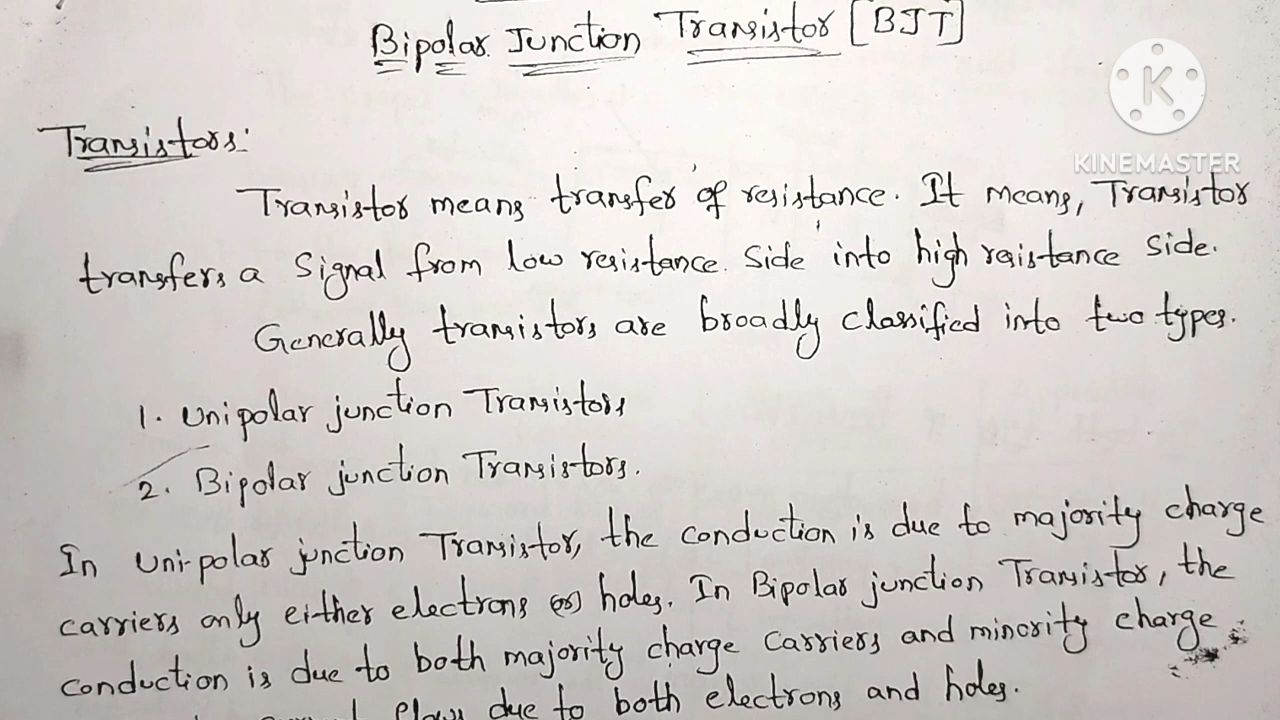 Bipolar Junction Transistor [BJT]
K
KINEMASTER
Transistors:
Transistor means transfer of resistance. It means, Transistor
transfers a signal from low resistance side into high resistance side.
Generally transistors are broadly classified into two types.
1. Unipolar junction Transistors
2. Bipolar junction Transistors.
In Uni-polar junction Transistor, the conduction is due to majority charge
carriers only either electrons (or) holes. In Bipolar junction Transistor, the
conduction is due to both majority charge carriers and minority charge
flows due to both electrons and holes.